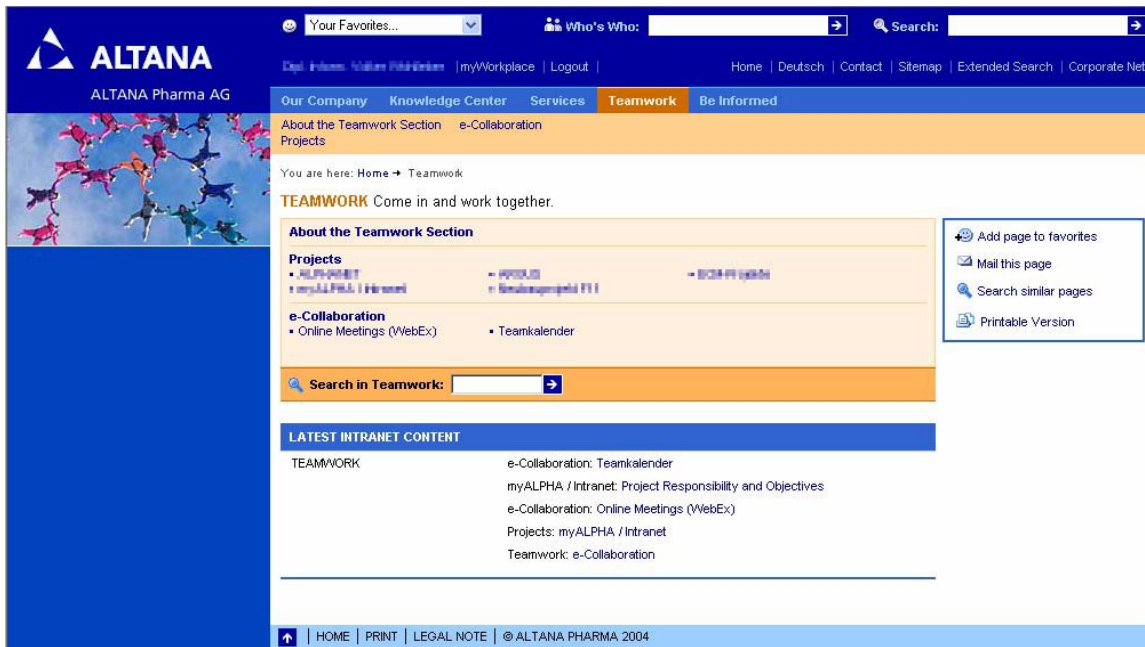 Your Favorites... Who's Who: Search:
ALTANA
|myWorkplace | Logout | Home | Deutsch | Contact | Sitemap | Extended Search | Corporate Net
ALTANA Pharma AG
Our Company Knowledge Center Services Teamwork Be Informed
About the Teamwork Section e-Collaboration
Projects
You are here: Home → Teamwork
TEAMWORK Come in and work together.
About the Teamwork Section
Projects
e-Collaboration
▪ Online Meetings (WebEx) ▪ Teamkalender
Search in Teamwork:
Add page to favorites
Mail this page
Search similar pages
Printable Version
LATEST INTRANET CONTENT
TEAMWORK e-Collaboration: Teamkalender
myALPHA / Intranet: Project Responsibility and Objectives
e-Collaboration: Online Meetings (WebEx)
Projects: myALPHA / Intranet
Teamwork: e-Collaboration
| HOME | PRINT | LEGAL NOTE | © ALTANA PHARMA 2004